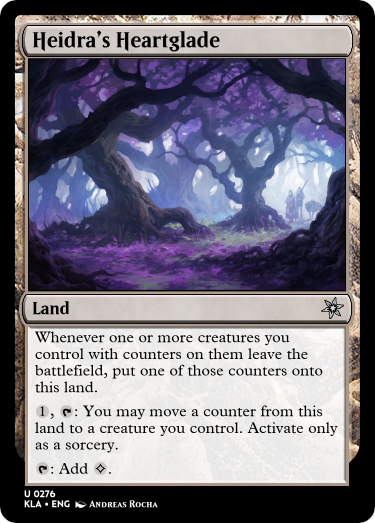 Heidra's Heartglade
Land
Whenever one or more creatures you
control with counters on them leave the
battlefield, put one of those counters onto
this land.
1, : You may move a counter from this
land to a creature you control. Activate only
as a sorcery.
: Add .
U 0276
KLA • ENG Andreas Rocha